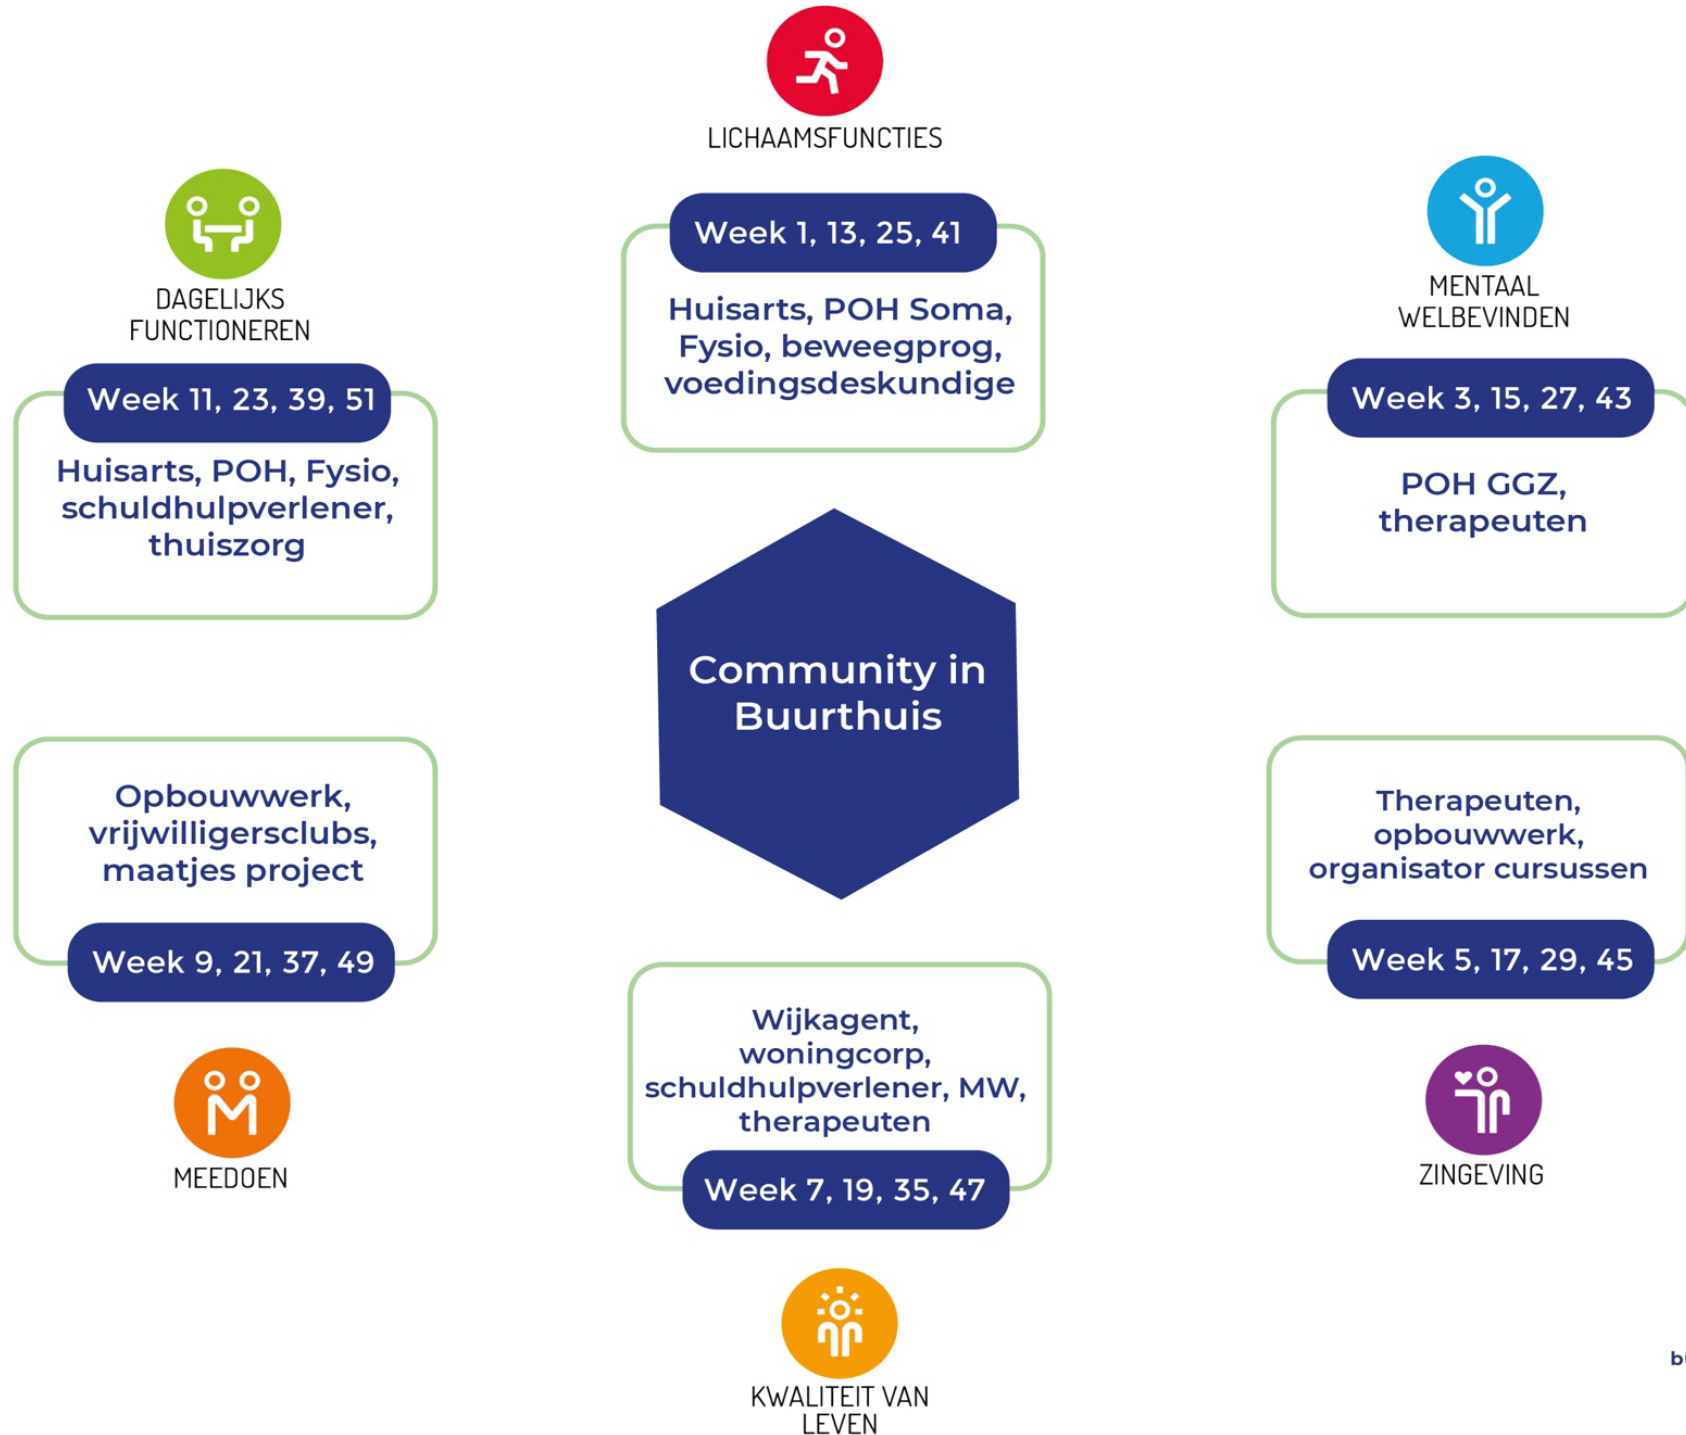 LICHAAMSFUNCTIES
Week 1, 13, 25, 41
Huisarts, POH Soma,
Fysio, beweegprog,
voedingsdeskundige
DAGELIJKS
FUNCTIONEREN
Week 11, 23, 39, 51
Huisarts, POH, Fysio,
schuldhulpverlener,
thuiszorg
MENTAAL
WELBEVINDEN
Week 3, 15, 27, 43
POH GGZ,
therapeuten
Community in
Buurthuis
Opbouwwerk,
vrijwilligersclubs,
maatjes project
Week 9, 21, 37, 49
MEEDOEN
Therapeuten,
opbouwwerk,
organisator cursussen
Week 5, 17, 29, 45
ZINGEVING
Wijkagent,
woningcorp,
schuldhulpverlener, MW,
therapeuten
Week 7, 19, 35, 47
KWALITEIT VAN
LEVEN